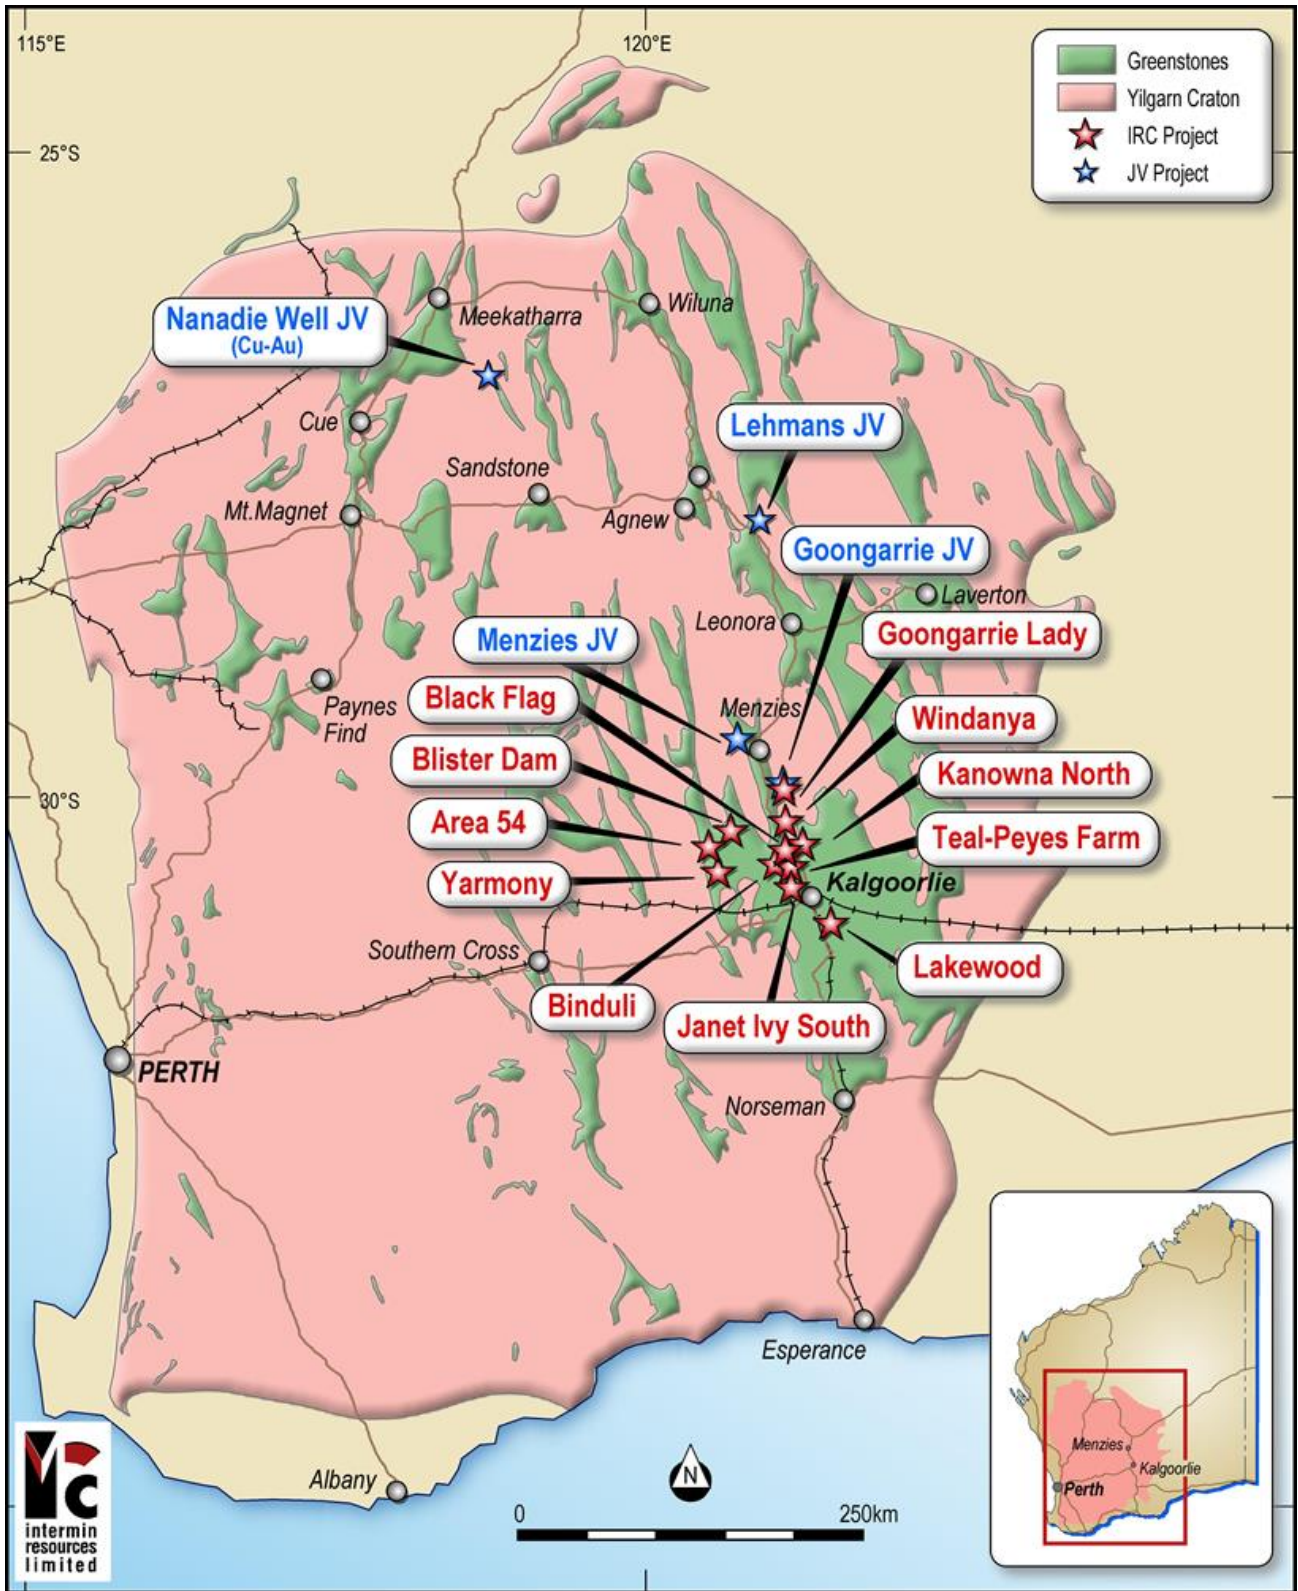 115°E
120°E
Greenstones
Yilgarn Craton
IRC Project
JV Project
25°S
Nanadie Well JV
(Cu-Au)
Meekatharra
Wiluna
Cue
Lehmans JV
Sandstone
Mt.Magnet
Agnew
Goongarrie JV
Laverton
Leonora
Goongarrie Lady
Menzies JV
Black Flag
Paynes
Find
Menzies
Windanya
Blister Dam
Kanowna North
30°S
Area 54
Teal-Peyes Farm
Yarmony
Kalgoorlie
Southern Cross
Lakewood
Binduli
Janet Ivy South
PERTH
Norseman
Esperance
Albany
N
0
250km
intermin
resources
limited
Menzies
Kalgoorlie
Perth